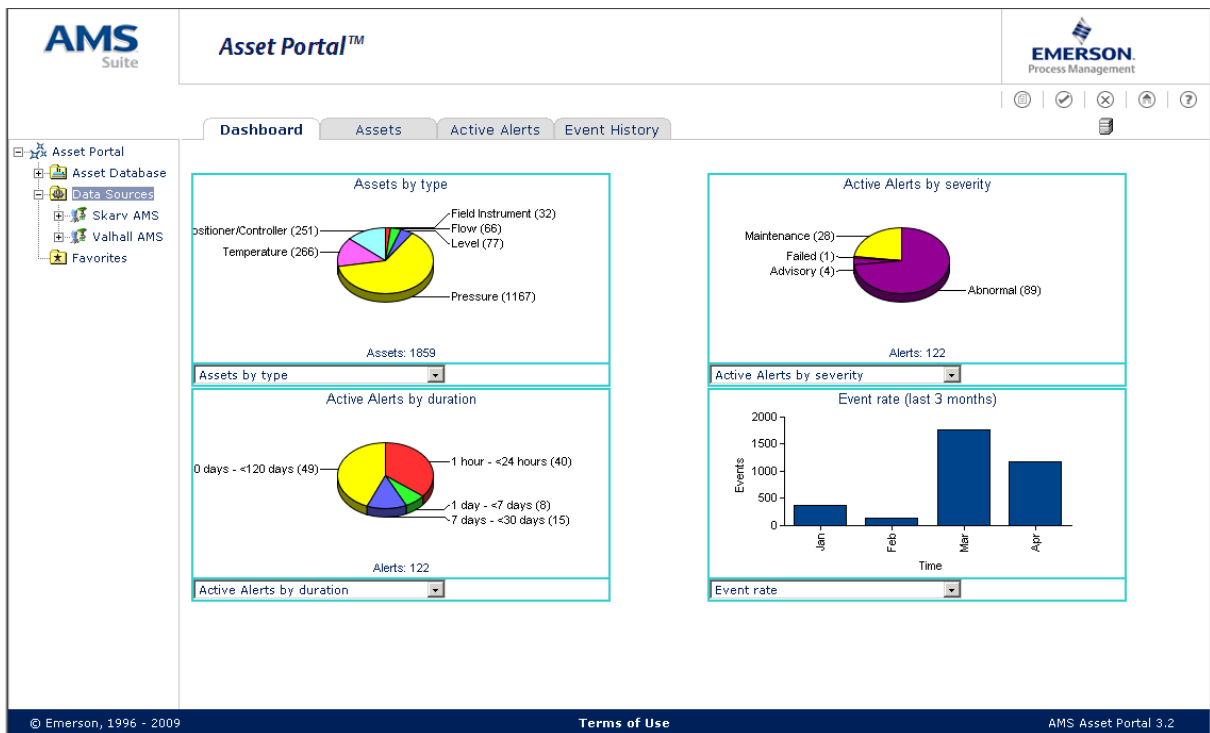 AMS
Suite
Asset Portal™
EMERSON.
Process Management
Dashboard
Assets
Active Alerts
Event History
Asset Portal
Asset Database
Data Sources
Skarv AMS
Valhall AMS
Favorites
Assets by type
Field Instrument (32)
Flow (66)
Level (77)
ositioner/Controller (251)
Temperature (266)
Pressure (1167)
Assets: 1859
Assets by type
Active Alerts by severity
Maintenance (28)
Failed (1)
Advisory (4)
Abnormal (89)
Alerts: 122
Active Alerts by severity
Active Alerts by duration
0 days - <120 days (49)
1 hour - <24 hours (40)
1 day - <7 days (8)
7 days - <30 days (15)
Alerts: 122
Active Alerts by duration
Event rate (last 3 months)
2000
1500
1000
500
0
Events
Jan
Feb
Mar
Apr
Time
Event rate
© Emerson, 1996 - 2009
Terms of Use
AMS Asset Portal 3.2